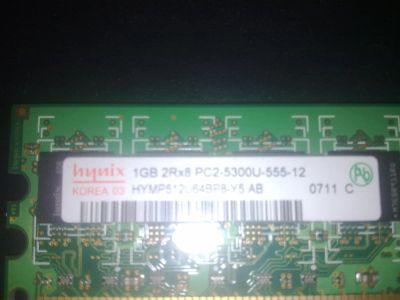 hynix 1GB 2Rx8 PC2-5300U-555-12
KOREA 03 HYMP512U64BP8-Y5 AB 0711 C
Pb